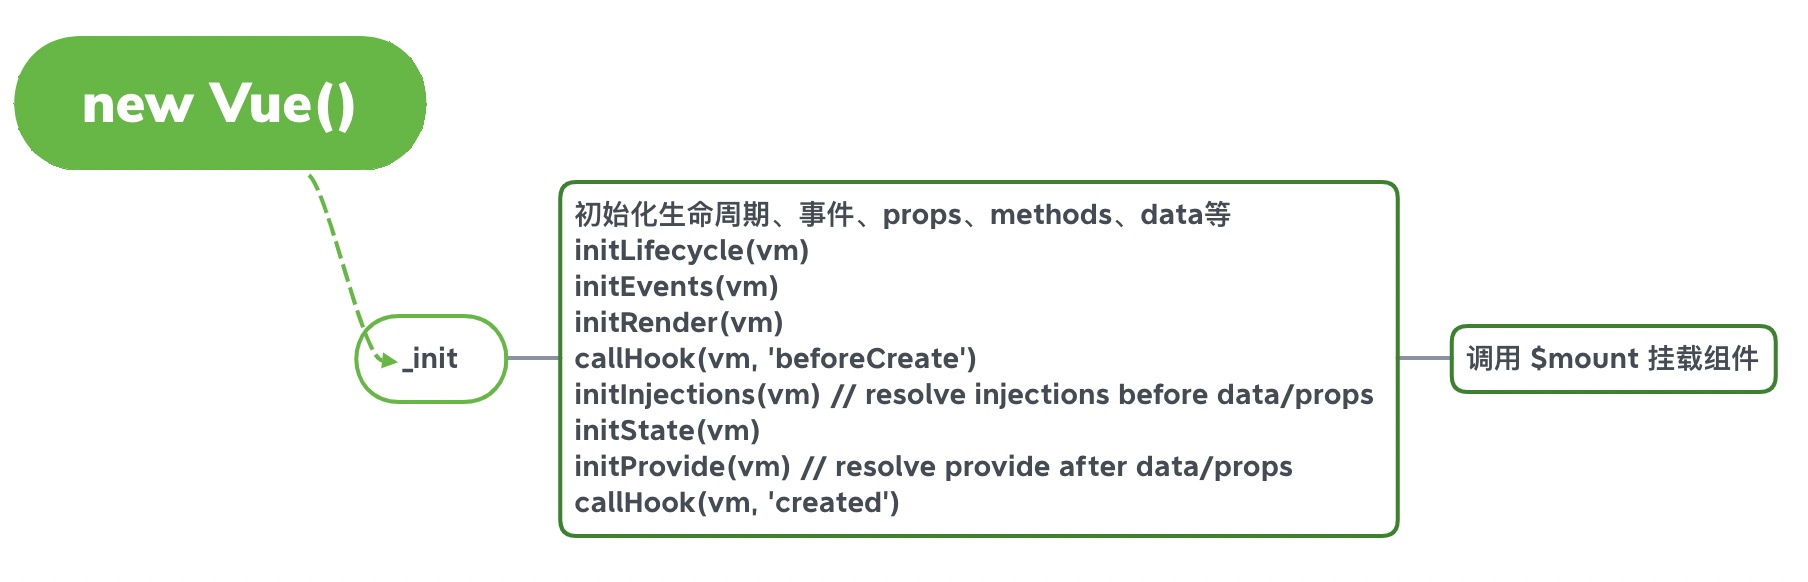 new Vue()
初始化生命周期、事件、props、methods、data等
initLifecycle(vm)
initEvents(vm)
initRender(vm)
_init
callHook(vm, 'beforeCreate')
initInjections(vm) // resolve injections before data/props
initState(vm)
initProvide(vm) // resolve provide after data/props
callHook(vm, 'created')
调用 $mount 挂载组件